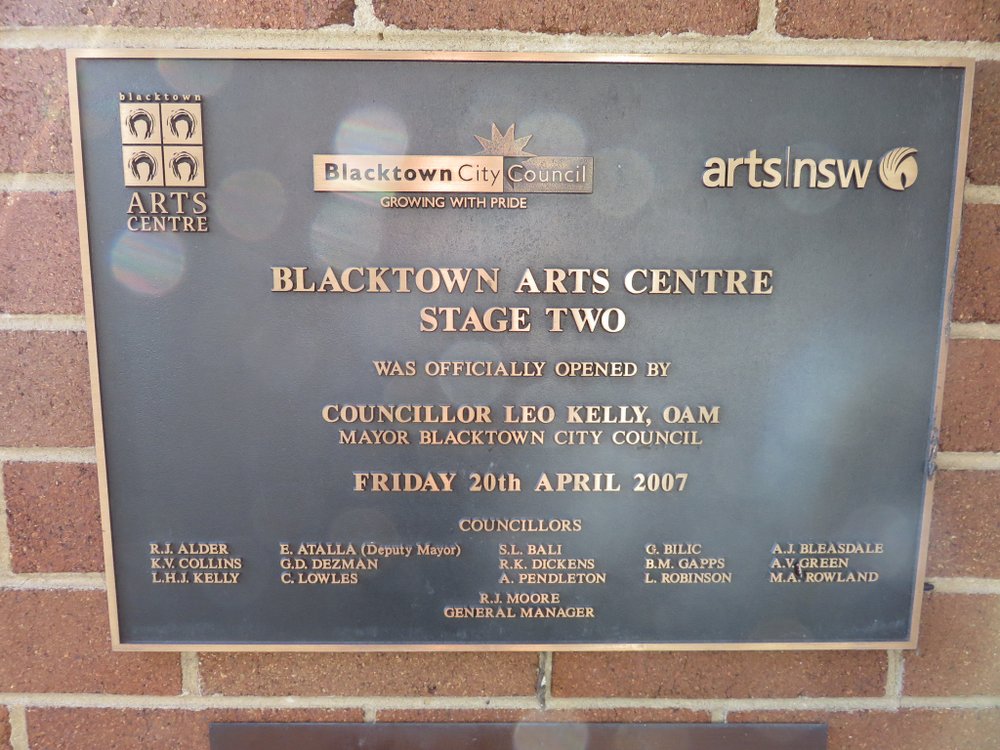 blacktown
ARTS
CENTRE
Blacktown City Council
GROWING WITH PRIDE
arts|nsw
BLACKTOWN ARTS CENTRE
STAGE TWO
WAS OFFICIALLY OPENED BY
COUNCILLOR LEO KELLY, OAM
MAYOR BLACKTOWN CITY COUNCIL
FRIDAY 20th APRIL 2007
COUNCILLORS
R.J. ALDER E. ATALLA (Deputy Mayor) S.L. BALI G. BILIC A.J. BLEASDALE
K.V. COLLINS G.D. DEZMAN R.K. DICKENS B.M. GAPPS A.V. GREEN
L.H.J. KELLY C. LOWLES A. PENDLETON L. ROBINSON M.A. ROWLAND
R.J. MOORE
GENERAL MANAGER